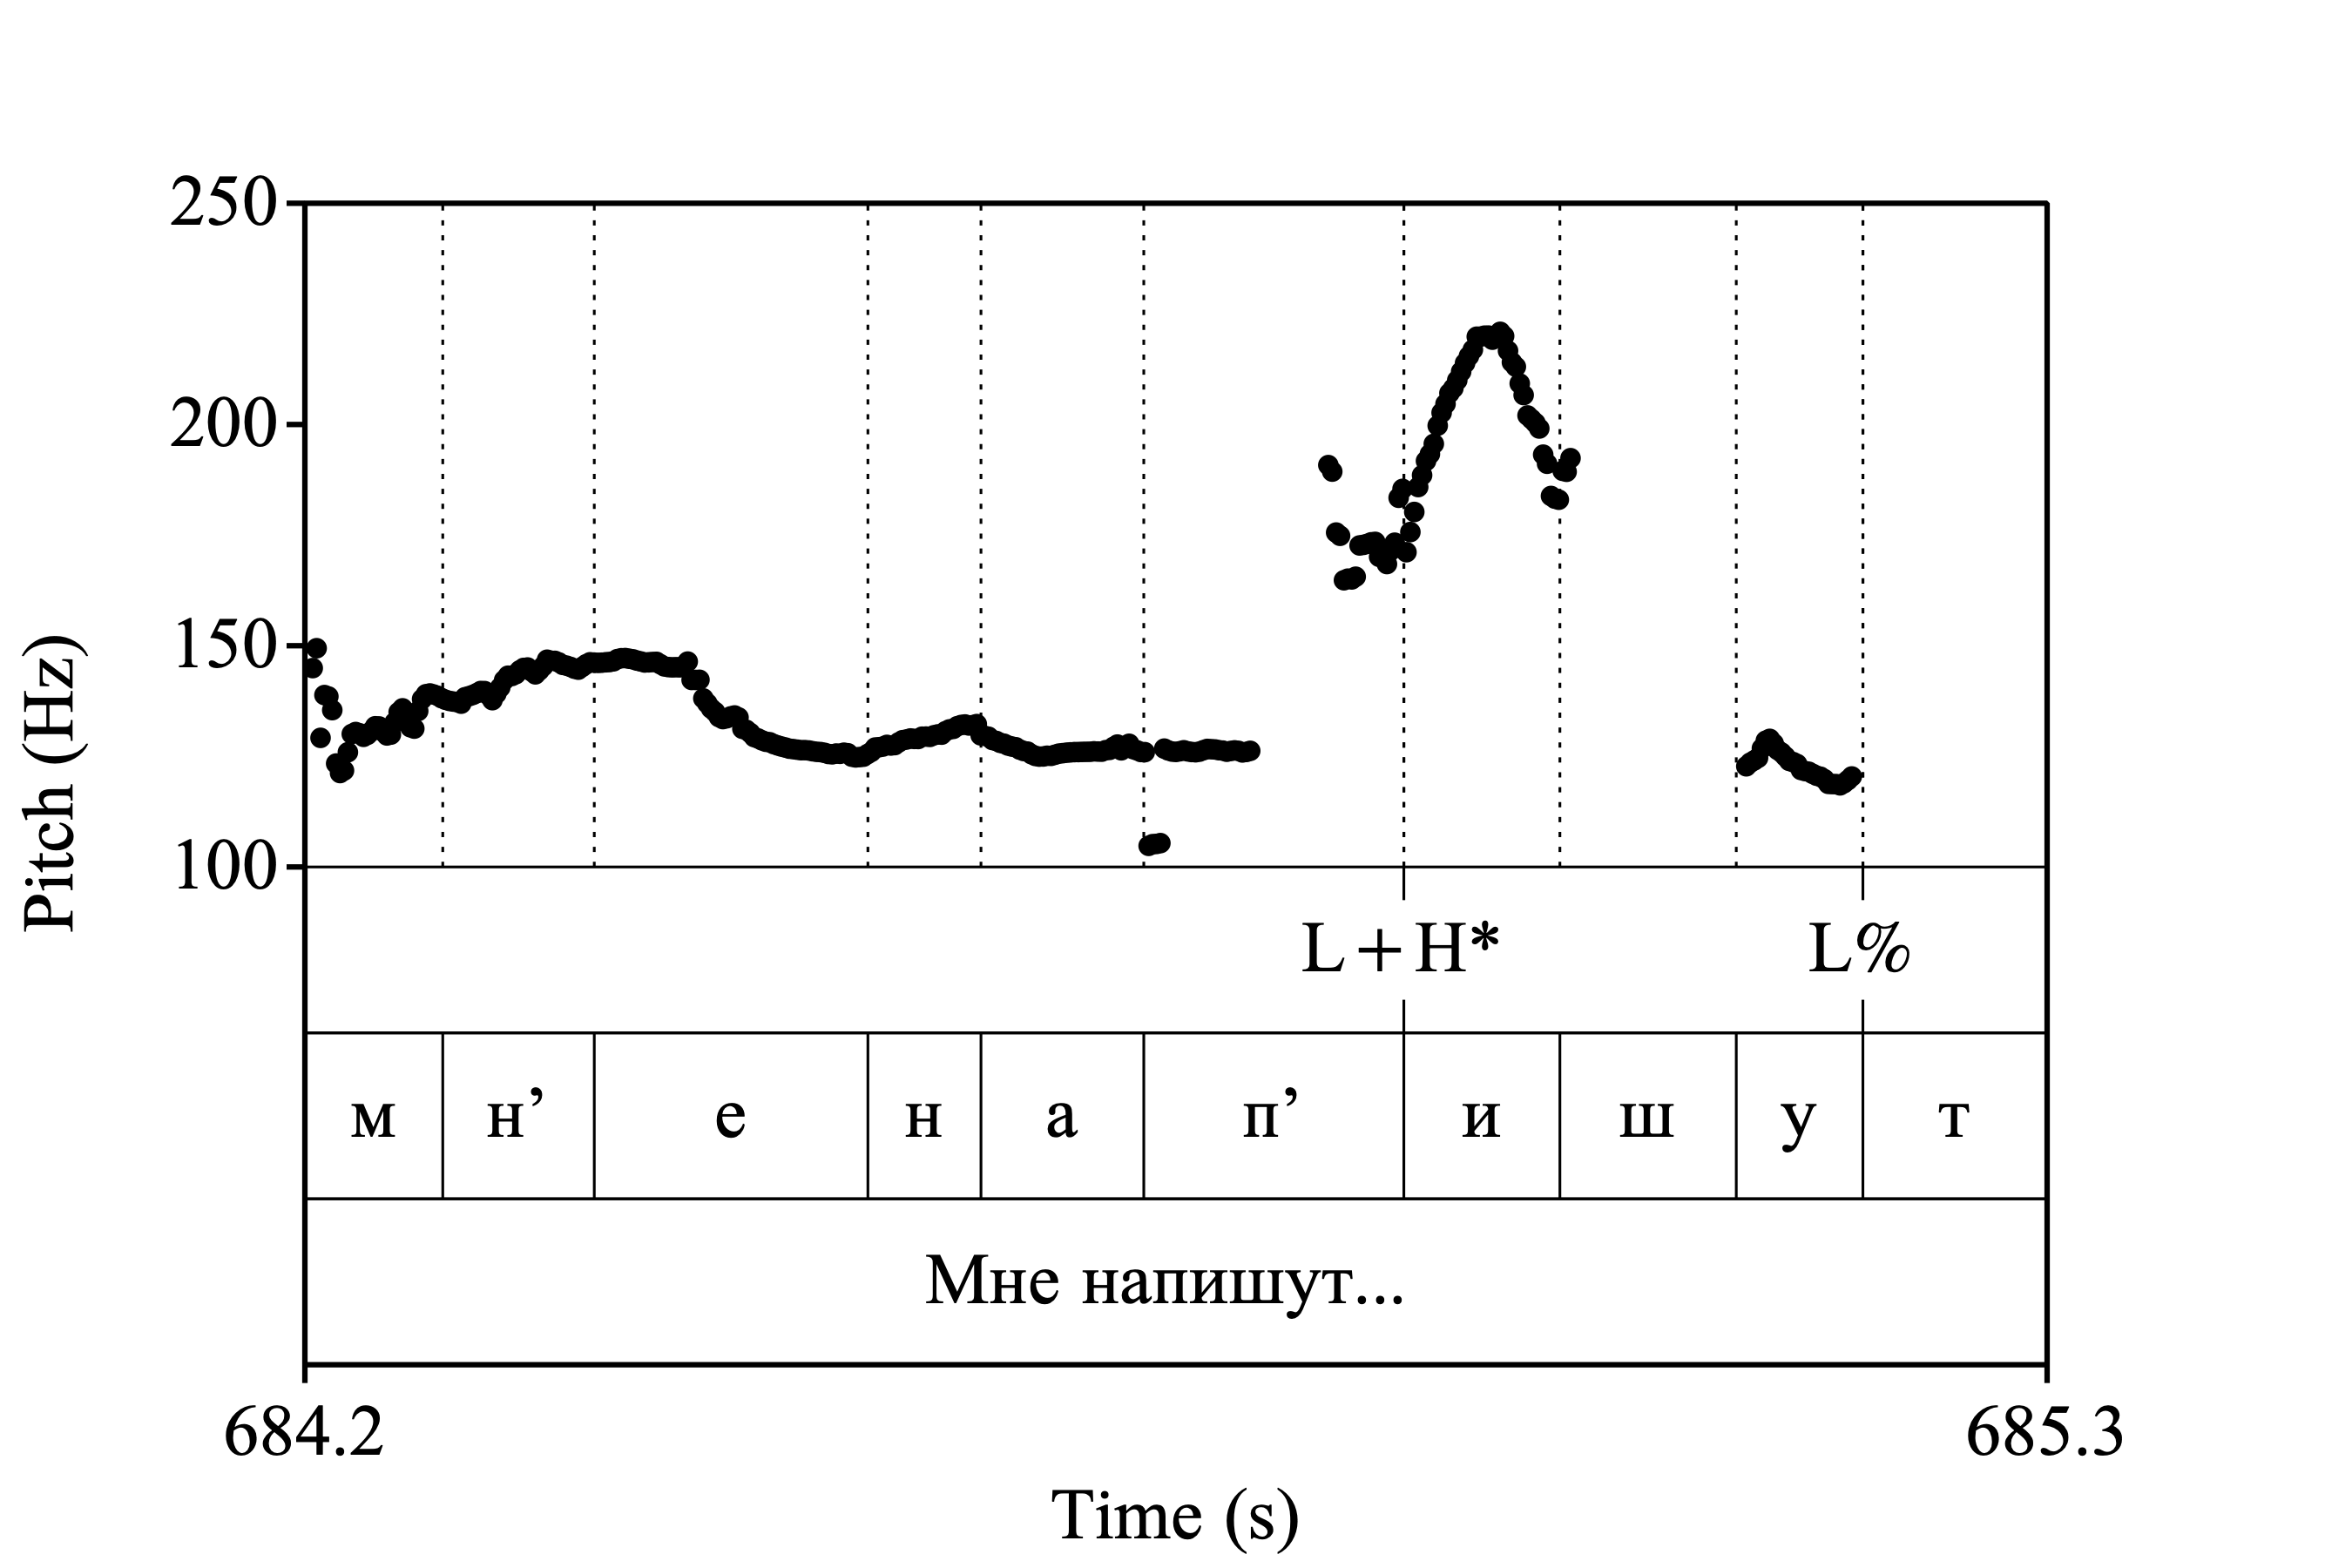 250
200
150
100
Pitch (Hz)
L+H* L%
м н’ е н а п’ и ш у т
Мне напишут...
684.2 685.3
Time (s)